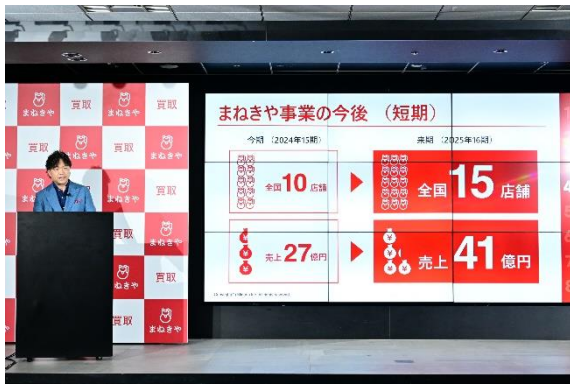 買取
まねきや
まねきや事業の今後 (短期)
今期 (2024年15期)
来期 (2025年16期)
全国10店舗
全国15店舗
売上27億円
売上41億円